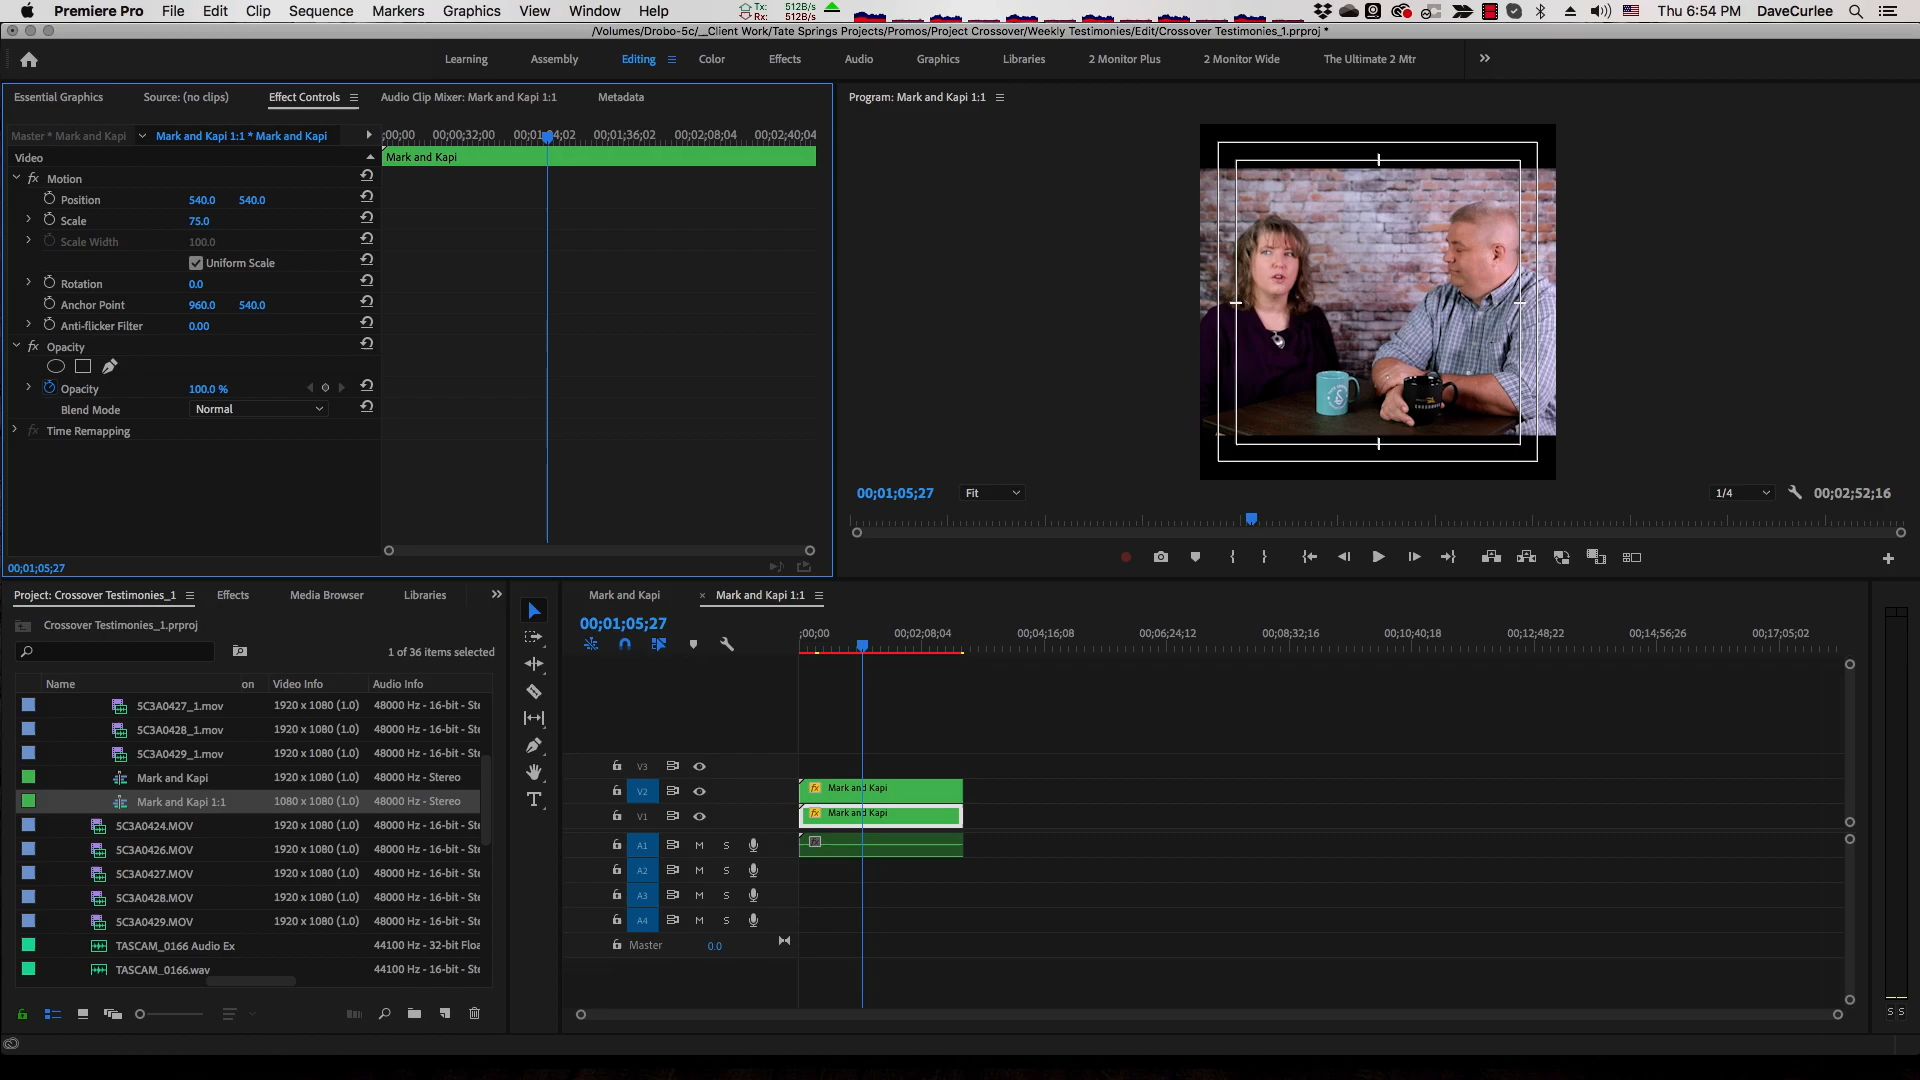 Premiere Pro File Edit Clip Sequence Markers Graphics View Window Help Tx: 512B/s Rx: 512B/s Thu 6:54 PM DaveCurlee
/Volumes/Drobo-5c/__Client Work/Tate Springs Projects/Promos/Project Crossover/Weekly Testimonies/Edit/Crossover Testimonies_1.prproj *
Learning Assembly Editing Color Effects Audio Graphics Libraries 2 Monitor Plus 2 Monitor Wide The Ultimate 2 Mtr
Essential Graphics Source: (no clips) Effect Controls Audio Clip Mixer: Mark and Kapi 1:1 Metadata
Program: Mark and Kapi 1:1
Master * Mark and Kapi Mark and Kapi 1:1 * Mark and Kapi ;00;00 00;00;32;00 00;01;04;02 00;01;36;02 00;02;08;04 00;02;40;04
Video Mark and Kapi
fx Motion
Position 540.0 540.0
Scale 75.0
Scale Width 100.0
Uniform Scale
Rotation 0.0
Anchor Point 960.0 540.0
Anti-flicker Filter 0.00
fx Opacity
Opacity 100.0 %
Blend Mode Normal
fx Time Remapping
00;01;05;27
00;01;05;27 Fit 1/4 00;02;52;16
Project: Crossover Testimonies_1 Effects Media Browser Libraries
Crossover Testimonies_1.prproj
1 of 36 items selected
Name on Video Info Audio Info
5C3A0427_1.mov 1920 x 1080 (1.0) 48000 Hz - 16-bit - Ste
5C3A0428_1.mov 1920 x 1080 (1.0) 48000 Hz - 16-bit - Ste
5C3A0429_1.mov 1920 x 1080 (1.0) 48000 Hz - 16-bit - Ste
Mark and Kapi 1920 x 1080 (1.0) 48000 Hz - Stereo
Mark and Kapi 1:1 1080 x 1080 (1.0) 48000 Hz - Stereo
5C3A0424.MOV 1920 x 1080 (1.0) 48000 Hz - 16-bit - Ste
5C3A0426.MOV 1920 x 1080 (1.0) 48000 Hz - 16-bit - Ste
5C3A0427.MOV 1920 x 1080 (1.0) 48000 Hz - 16-bit - Ste
5C3A0428.MOV 1920 x 1080 (1.0) 48000 Hz - 16-bit - Ste
5C3A0429.MOV 1920 x 1080 (1.0) 48000 Hz - 16-bit - Ste
TASCAM_0166 Audio Ex 44100 Hz - 32-bit Floa
TASCAM_0166.wav 44100 Hz - 16-bit - Ste
Mark and Kapi × Mark and Kapi 1:1
00;01;05;27
;00;00 00;02;08;04 00;04;16;08 00;06;24;12 00;08;32;16 00;10;40;18 00;12;48;22 00;14;56;26 00;17;05;02
V3
V2 fx Mark and Kapi
V1 fx Mark and Kapi
A1 M S fx
A2 M S
A3 M S
A4 M S
Master 0.0
S S